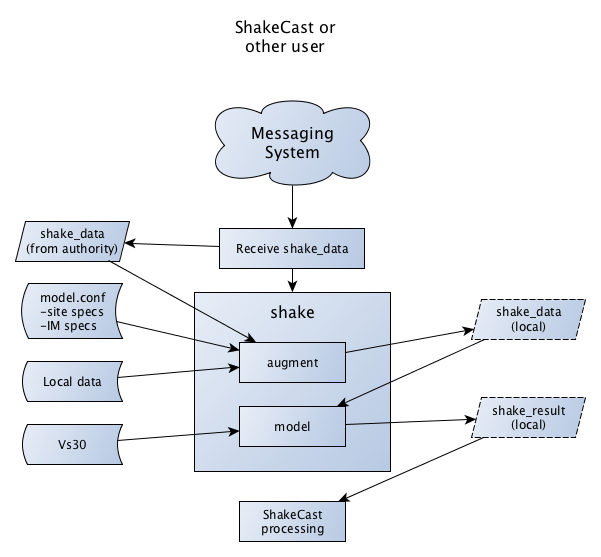 ShakeCast or
other user
Messaging
System
shake_data
(from authority)
Receive shake_data
model.conf
-site specs
-IM specs
shake
augment
shake_data
(local)
Local data
model
shake_result
(local)
Vs30
ShakeCast
processing